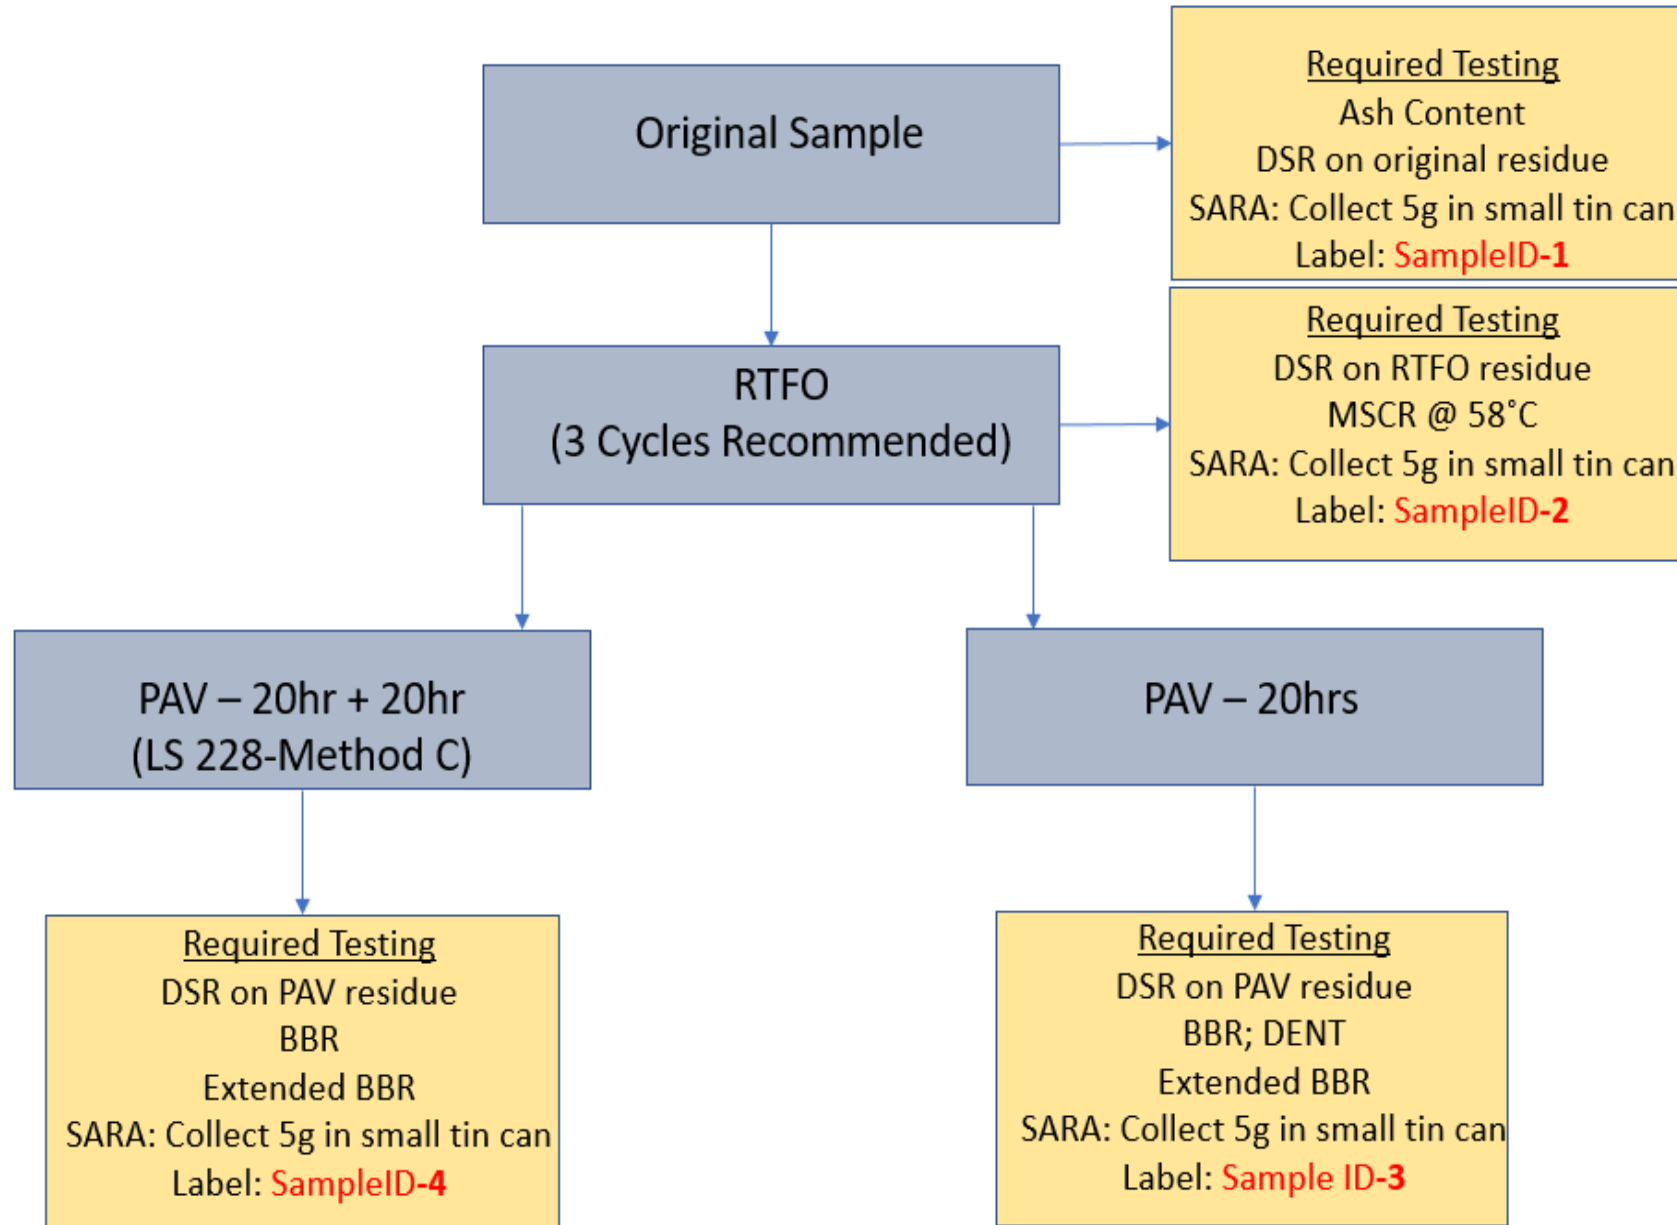 Original Sample
Required Testing
Ash Content
DSR on original residue
SARA: Collect 5g in small tin can
Label: SampleID-1
RTFO
(3 Cycles Recommended)
Required Testing
DSR on RTFO residue
MSCR @ 58˚C
SARA: Collect 5g in small tin can
Label: SampleID-2
PAV – 20hr + 20hr
(LS 228-Method C)
PAV – 20hrs
Required Testing
DSR on PAV residue
BBR
Extended BBR
SARA: Collect 5g in small tin can
Label: SampleID-4
Required Testing
DSR on PAV residue
BBR; DENT
Extended BBR
SARA: Collect 5g in small tin can
Label: Sample ID-3